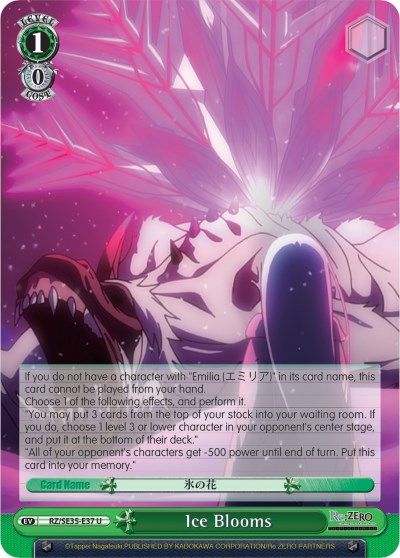 LEVEL
1
0
COST
If you do not have a character with "Emilia (エミリア)" in its card name, this
card cannot be played from your hand.
Choose 1 of the following effects, and perform it.
"You may put 3 cards from the top of your stock into your waiting room. If
you do, choose 1 level 3 or lower character in your opponent's center stage,
and put it at the bottom of their deck."
"All of your opponent's characters get -500 power until end of turn. Put this
card into your memory."
Card Name 氷の花
EV RZ/SE35-E37 U Ice Blooms Re:ZERO
©Tappei Nagatsuki,PUBLISHED BY KADOKAWA CORPORATION/Re:ZERO PARTNERS